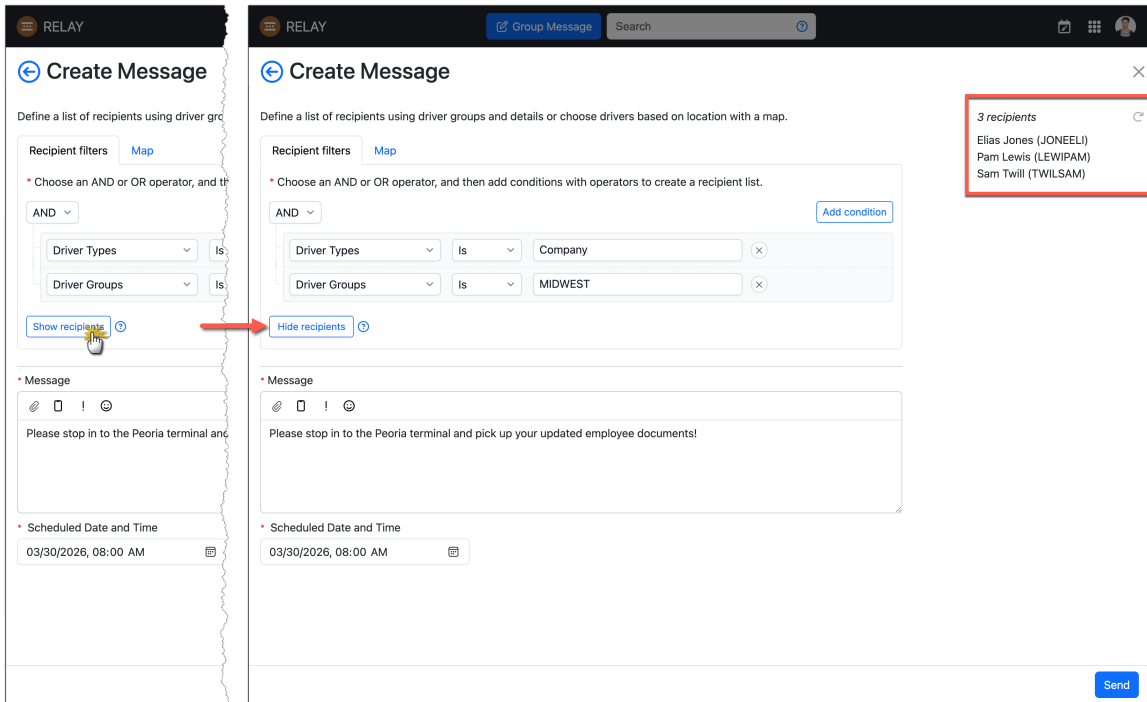 RELAY
Create Message
Define a list of recipients using driver
Recipient filters Map
* Choose an AND or OR operator, and
AND
Driver Types Is
Driver Groups Is
Show recipients
* Message
Please stop in to the Peoria terminal and
* Scheduled Date and Time
03/30/2026, 08:00 AM
RELAY Group Message Search
Create Message
Define a list of recipients using driver groups and details or choose drivers based on location with a map.
Recipient filters Map
* Choose an AND or OR operator, and then add conditions with operators to create a recipient list.
AND Add condition
Driver Types Is Company
Driver Groups Is MIDWEST
Hide recipients
* Message
Please stop in to the Peoria terminal and pick up your updated employee documents!
* Scheduled Date and Time
03/30/2026, 08:00 AM
3 recipients
Elias Jones (JONEELI)
Pam Lewis (LEWIPAM)
Sam Twill (TWILSAM)
Send